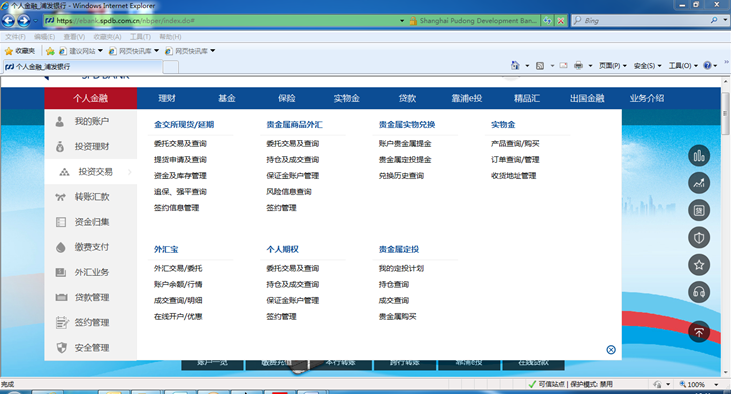 个人金融_浦发银行 - Windows Internet Explorer
https://ebank.spdb.com.cn/nbper/index.do#
Shanghai Pudong Development Ban...
Bing
文件(F) 编辑(E) 查看(V) 收藏夹(A) 工具(T) 帮助(H)
收藏夹 建议网站 网页快讯库 网页快讯库
个人金融_浦发银行
页面(P) 安全(S) 工具(O)
SPD BANK
个人金融 理财 基金 保险 实物金 贷款 靠浦e投 精品汇 出国金融 业务介绍
我的账户
投资理财
投资交易
转账汇款
资金归集
缴费支付
外汇业务
贷款管理
签约管理
安全管理
金交所现货/延期
委托交易及查询
提货申请及查询
资金及库存管理
追保、强平查询
签约信息管理
贵金属商品外汇
委托交易及查询
持仓及成交查询
保证金账户管理
风险信息查询
签约管理
贵金属实物兑换
账户贵金属提金
贵金属定投提金
兑换历史查询
实物金
产品查询/购买
订单查询/管理
收货地址管理
外汇宝
外汇交易/委托
账户余额/行情
成交查询/明细
在线开户/优惠
个人期权
委托交易及查询
持仓及成交查询
保证金账户管理
签约管理
贵金属定投
我的定投计划
持仓查询
成交查询
贵金属购买
贷
账户一览 缴费充值 本行转账 跨行转账 靠浦e投 在线贷款
完成
可信站点 | 保护模式: 禁用
100%